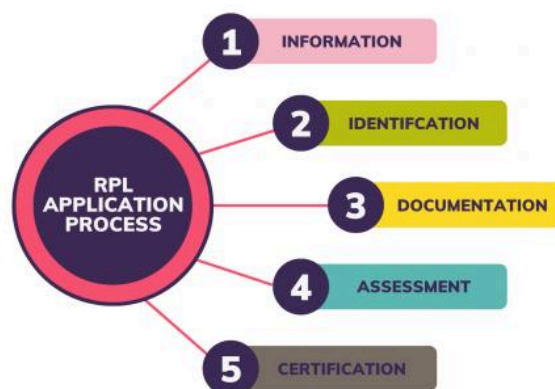 1 INFORMATION
2 IDENTIFCATION
RPL
APPLICATION
PROCESS
3 DOCUMENTATION
4 ASSESSMENT
5 CERTIFICATION